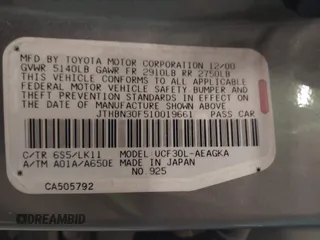 MFD. BY TOYOTA MOTOR CORPORATION 12/00
GVWR 5140LB GAWR FR 2910LB RR 2750LB
THIS VEHICLE CONFORMS TO ALL APPLICABLE
FEDERAL MOTOR VEHICLE SAFETY, BUMPER AND
THEFT PREVENTION STANDARDS IN EFFECT ON
THE DATE OF MANUFACTURE SHOWN ABOVE.
JTHBN30F510019661 PASS CAR
C/TR 6S5/LK11 MODEL:UCF30L-AEAGKA
A/TM A01A/A650E MADE IN JAPAN
NO.925
CA505792
DREAMBID